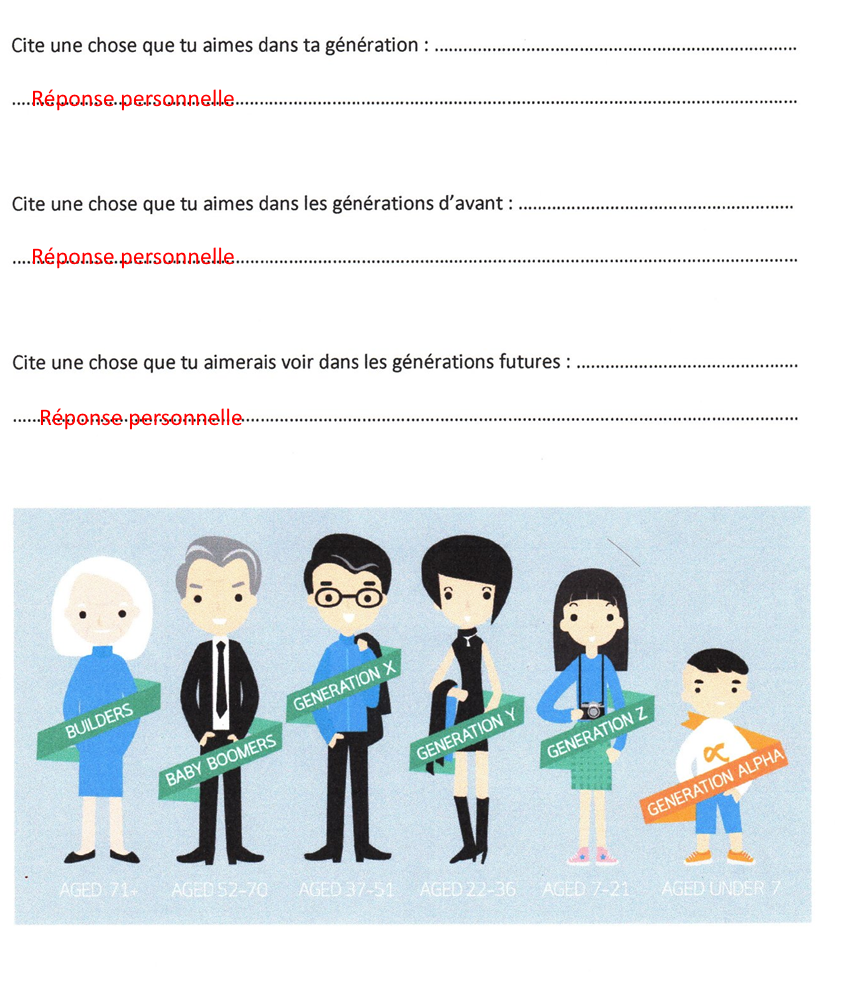 Cite une chose que tu aimes dans ta génération : ..............................................................................
Réponse personnelle
Cite une chose que tu aimes dans les générations d’avant : ...........................................................
Réponse personnelle
Cite une chose que tu aimerais voir dans les générations futures : ...............................................
Réponse personnelle
BUILDERS
BABY BOOMERS
GENERATION X
GENERATION Y
GENERATION Z
GENERATION ALPHA
AGED 71+ AGED 52-70 AGED 37-51 AGED 22-36 AGED 7-21 AGED UNDER 7